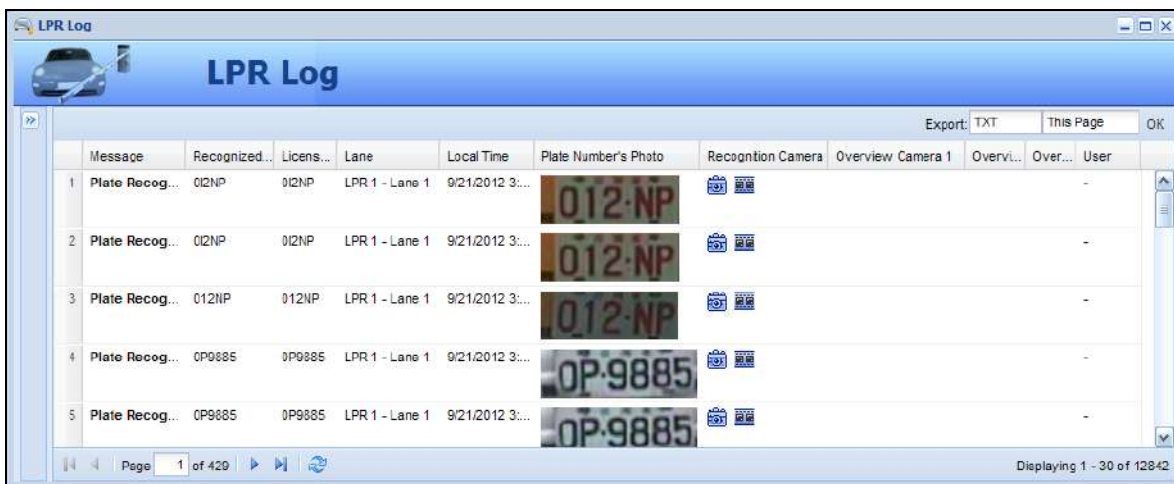 LPR Log
LPR Log
Export: TXT This Page OK
Message Recognized... Licens... Lane Local Time Plate Number's Photo Recognition Camera Overview Camera 1 Overvi... Over... User
1 Plate Recog... 0I2NP 0I2NP LPR 1 - Lane 1 9/21/2012 3:... 012·NP -
2 Plate Recog... 0I2NP 0I2NP LPR 1 - Lane 1 9/21/2012 3:... 012·NP -
3 Plate Recog... 012NP 012NP LPR 1 - Lane 1 9/21/2012 3:... 012·NP -
4 Plate Recog... 0P9885 0P9885 LPR 1 - Lane 1 9/21/2012 3:... 0P·9885 -
5 Plate Recog... 0P9885 0P9885 LPR 1 - Lane 1 9/21/2012 3:... 0P·9885 -
Page 1 of 429 Displaying 1 - 30 of 12842